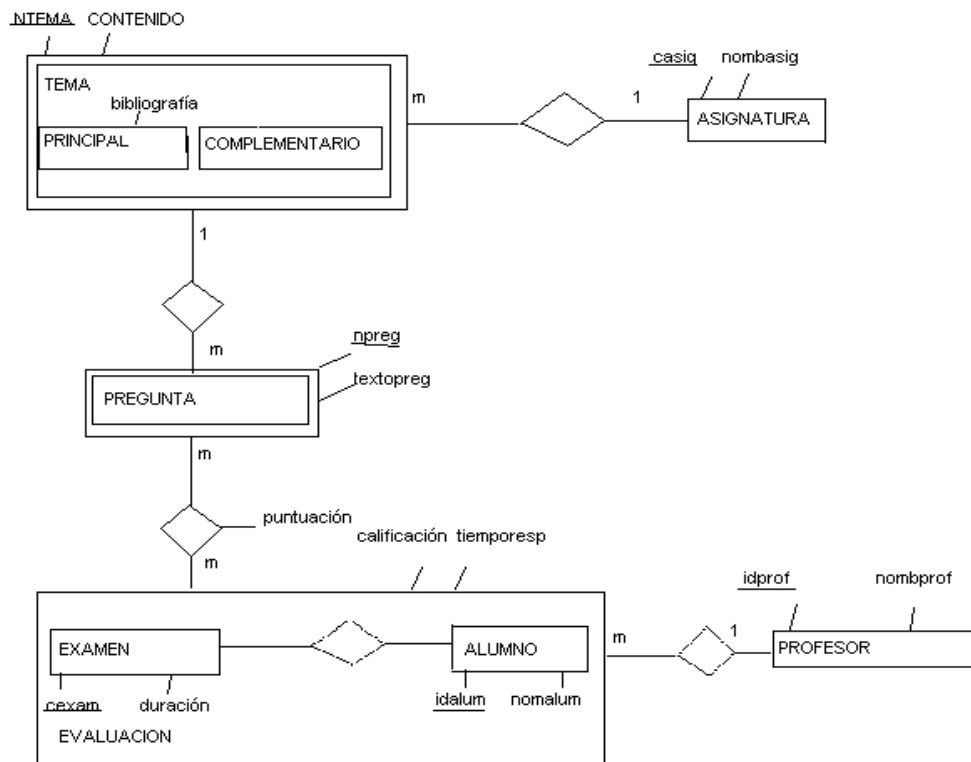 NTEMA CONTENIDO
TEMA
bibliografía
PRINCIPAL
COMPLEMENTARIO
m
1
casig nombasig
ASIGNATURA
1
m
npreg
textopreg
PREGUNTA
m
puntuación
m
calificación tiemporesp
EXAMEN
ALUMNO
cexam duración
idalum nomalum
EVALUACION
m
1
idprof nombprof
PROFESOR